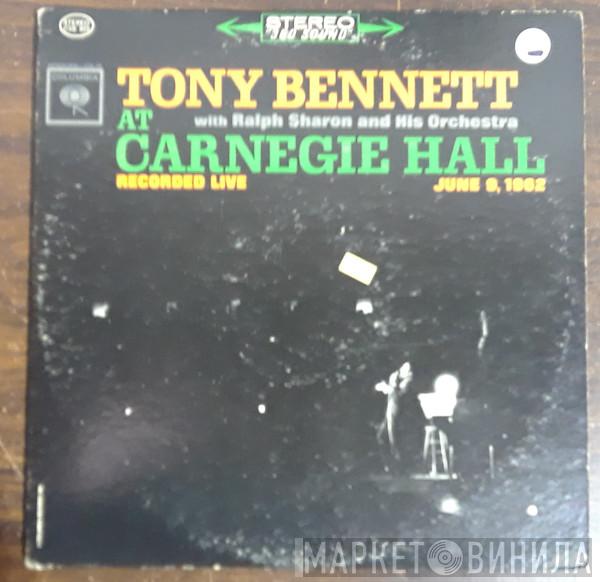 STEREO
"360 SOUND"
COLUMBIA
TONY BENNETT
with Ralph Sharon and His Orchestra
AT
CARNEGIE HALL
RECORDED LIVE
JUNE 9, 1962
МАРКЕТ ВИНИЛА